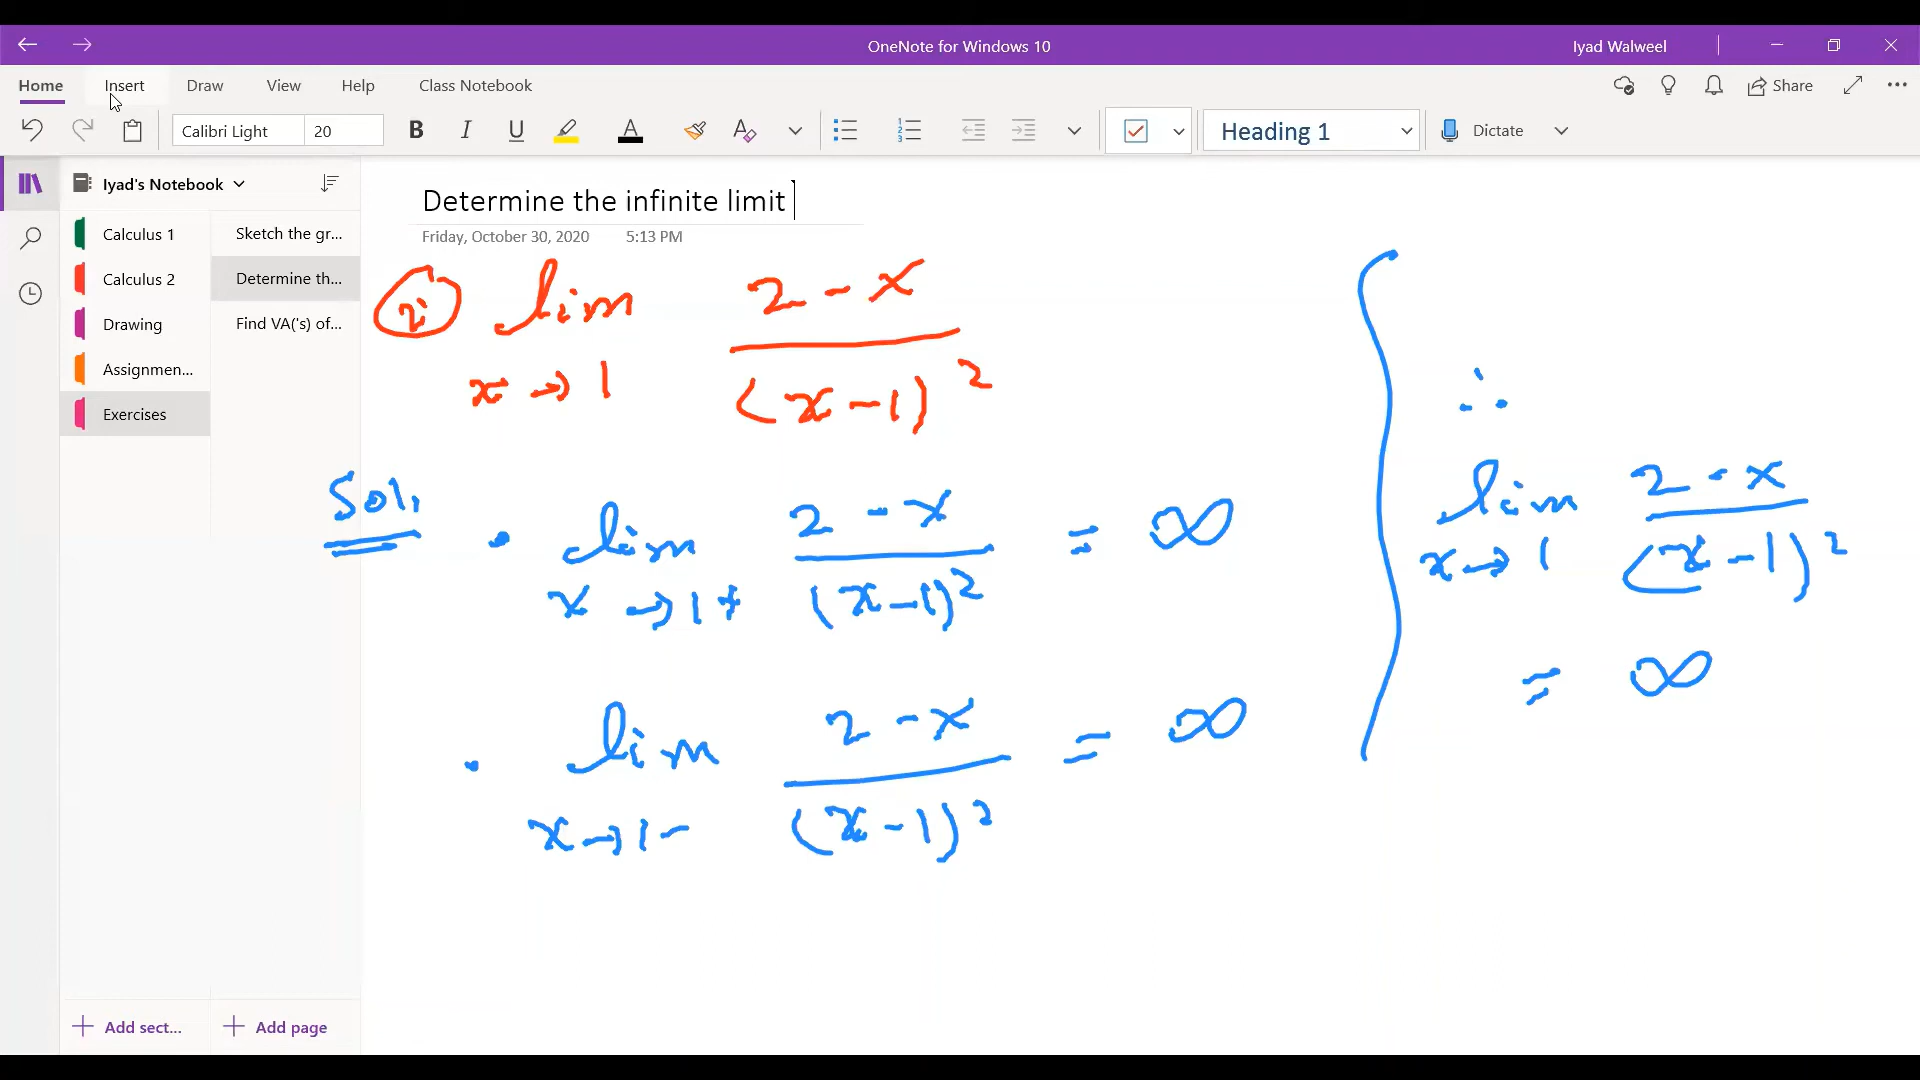 OneNote for Windows 10
Iyad Walweel
Home Insert Draw View Help Class Notebook Share
Calibri Light 20 B I U A Heading 1 Dictate
Iyad's Notebook
Calculus 1
Calculus 2
Drawing
Assignmen...
Exercises
Sketch the gr...
Determine th...
Find VA('s) of...
Add sect... Add page
Determine the infinite limit
Friday, October 30, 2020 5:13 PM
lim 2 - x
x → 1 (x - 1)²
Sol.
• lim 2 - x = ∞
x → 1+ (x - 1)²
• lim 2 - x = ∞
x → 1- (x - 1)²
∴
lim 2 - x
x → 1 (x - 1)²
= ∞